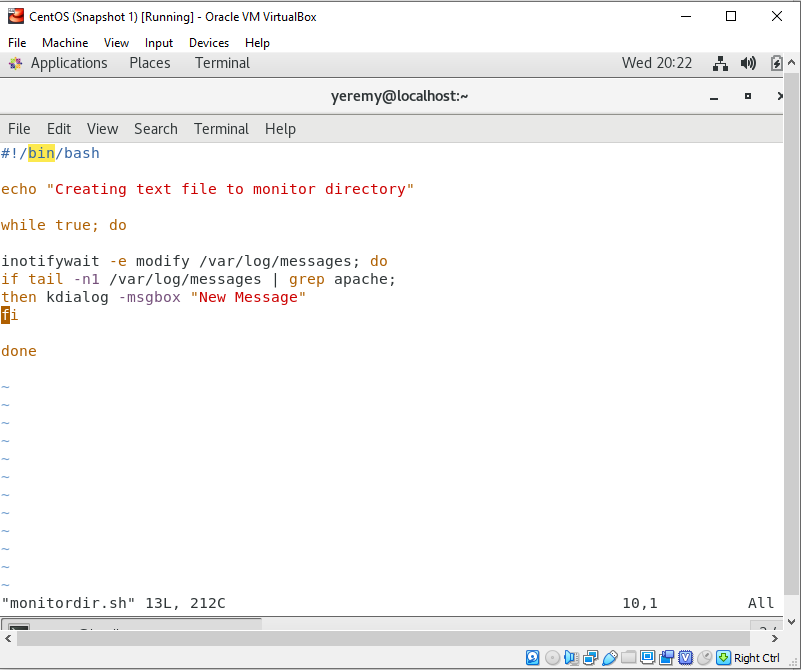 CentOS (Snapshot 1) [Running] - Oracle VM VirtualBox
File Machine View Input Devices Help
Applications Places Terminal Wed 20:22
yeremy@localhost:~
File Edit View Search Terminal Help
#!/bin/bash
echo "Creating text file to monitor directory"
while true; do
inotifywait -e modify /var/log/messages; do
if tail -n1 /var/log/messages | grep apache;
then kdialog -msgbox "New Message"
fi
done
~
~
~
~
~
~
~
~
~
~
~
~
"monitordir.sh" 13L, 212C 10,1 All
Right Ctrl